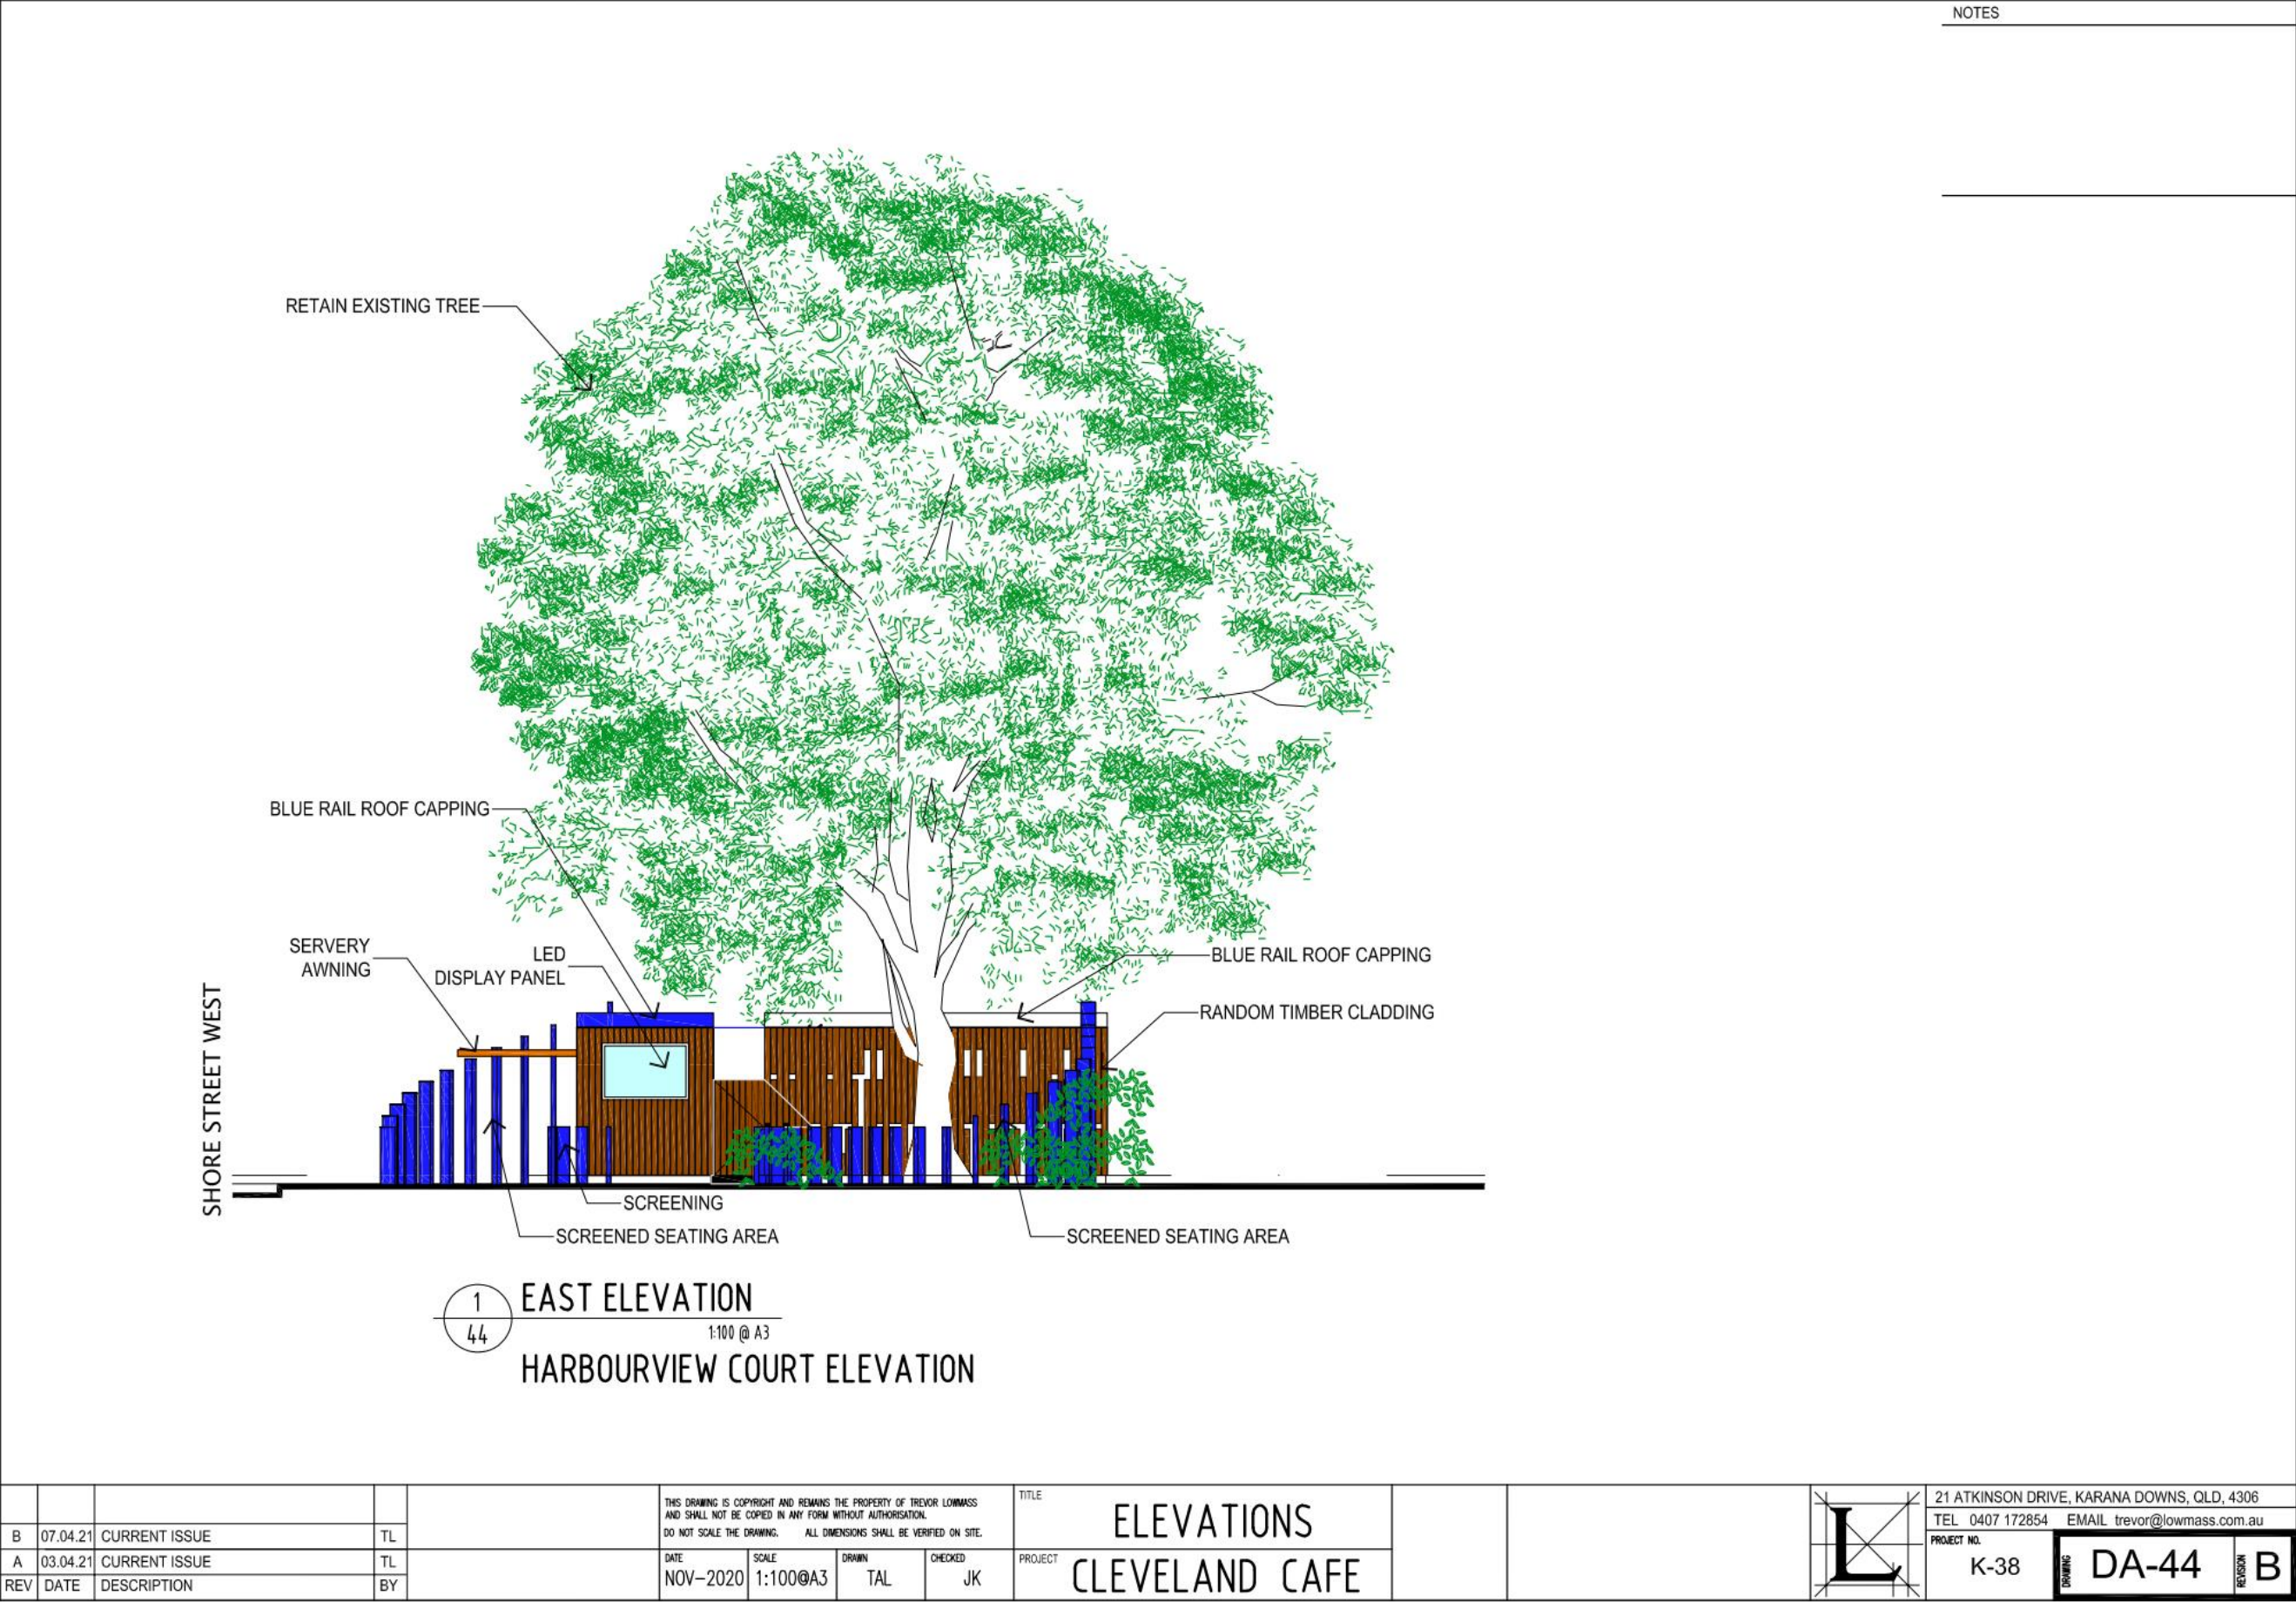 NOTES
RETAIN EXISTING TREE
BLUE RAIL ROOF CAPPING
SERVERY
AWNING
LED
DISPLAY PANEL
BLUE RAIL ROOF CAPPING
RANDOM TIMBER CLADDING
SHORE STREET WEST
SCREENING
SCREENED SEATING AREA
SCREENED SEATING AREA
1
44
EAST ELEVATION
1:100 @ A3
HARBOURVIEW COURT ELEVATION
B 07.04.21 CURRENT ISSUE TL
A 03.04.21 CURRENT ISSUE TL
REV DATE DESCRIPTION BY
THIS DRAWING IS COPYRIGHT AND REMAINS THE PROPERTY OF TREVOR LOWMASS
AND SHALL NOT BE COPIED IN ANY FORM WITHOUT AUTHORISATION.
DO NOT SCALE THE DRAWING. ALL DIMENSIONS SHALL BE VERIFIED ON SITE.
DATE SCALE DRAWN CHECKED
NOV-2020 1:100@A3 TAL JK
TITLE
ELEVATIONS
PROJECT
CLEVELAND CAFE
L
21 ATKINSON DRIVE, KARANA DOWNS, QLD, 4306
TEL 0407 172854 EMAIL trevor@lowmass.com.au
PROJECT NO.
K-38
DRAWING
DA-44
REVISION
B